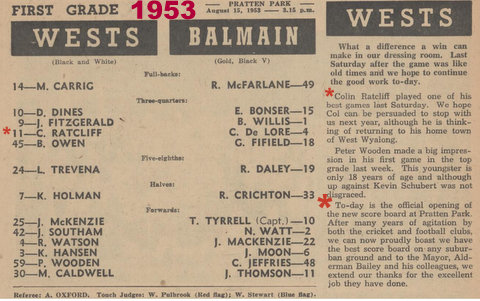 FIRST GRADE 1953 PRATTEN PARK
August 15, 1953 — 3.15 p.m.
WESTS BALMAIN
(Black and White) (Gold, Black V)
Full-backs:
14—M. CARRIG R. McFARLANE—49
Three-quarters:
10—D. DINES E. BONSER—15
9—J. FITZGERALD B. WILLIS—1
*11—C. RATCLIFF C. De LORE—4
45—B. OWEN G. FIFIELD—18
Five-eighths:
24—L. TREVENA R. DALEY—19
Halves:
7—K. HOLMAN R. CRICHTON—33
Forwards:
25—J. McKENZIE T. TYRRELL (Capt.)—10
42—J. SOUTHAM N. WATT—2
4—R. WATSON J. MACKENZIE—22
3—K. HANSEN J. MOON—6
59—P. WOODEN C. JEFFRIES—48
30—M. CALDWELL J. THOMSON—11
Referee: A. OXFORD. Touch Judges: W. Pulbrook (Red flag); W. Stewart (Blue flag).
WESTS
What a difference a win can
make in our dressing room. Last
Saturday after the game was like
old times and we hope to continue
the good work to-day.
*Colin Ratcliff played one of his
best games last Saturday. We hope
Col can be persuaded to stop with
us next year, although he is think-
ing of returning to his home town
of West Wyalong.
Peter Wooden made a big impres-
sion in his first game in the top
grade last week. This youngster is
only 18 years of age and although
up against Kevin Schubert was not
disgraced.
*To-day is the official opening of
the new score board at Pratten Park.
After many years of agitation by
both the cricket and football clubs,
we can now proudly boast we have
the best score board on any subur-
ban ground and to the Mayor, Alder-
man Bailey and his colleagues, we
extend our thanks for the excellent
job they have done.